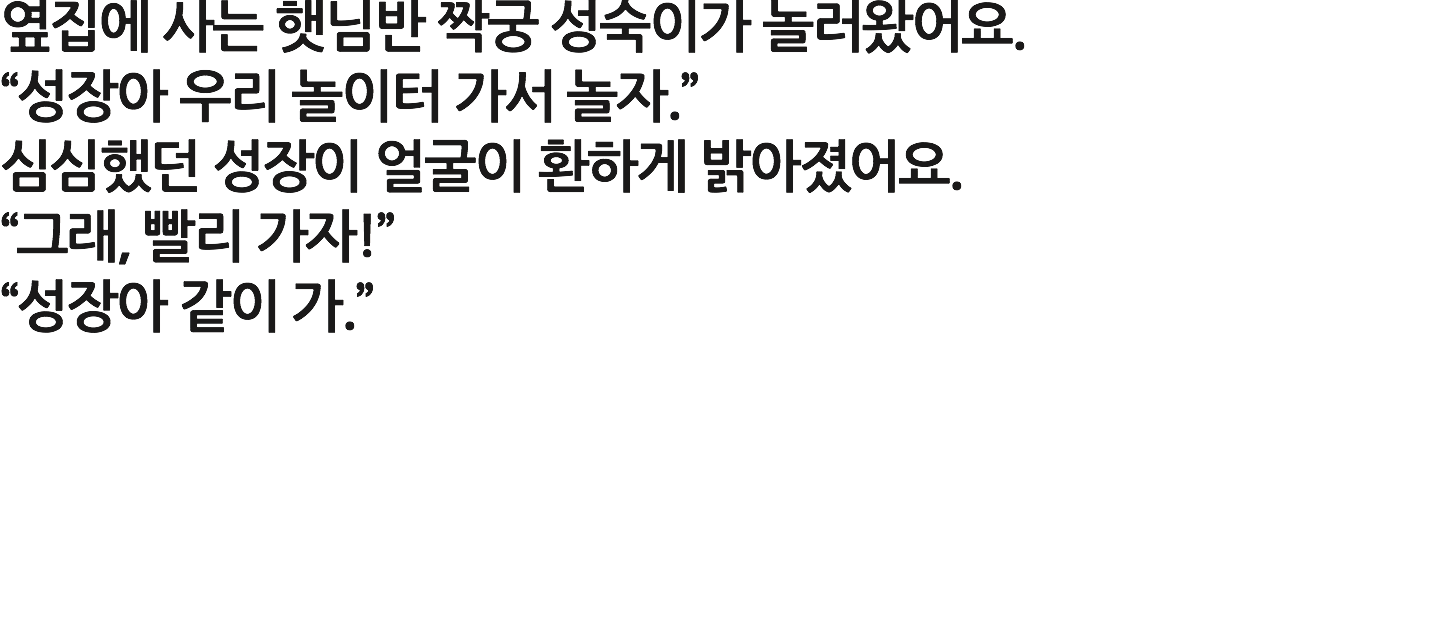 옆집에 사는 햇님반 짝궁 성숙이가 놀러왔어요.
“성장아 우리 놀이터 가서 놀자.”
심심했던 성장이 얼굴이 환하게 밝아졌어요.
“그래, 빨리 가자!”
“성장아 같이 가.”